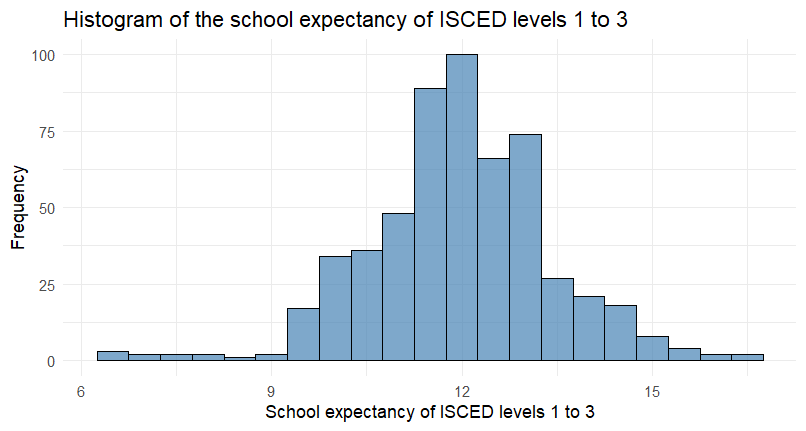 Histogram of the school expectancy of ISCED levels 1 to 3
100
75
50
25
0
Frequency
6 9 12 15
School expectancy of ISCED levels 1 to 3